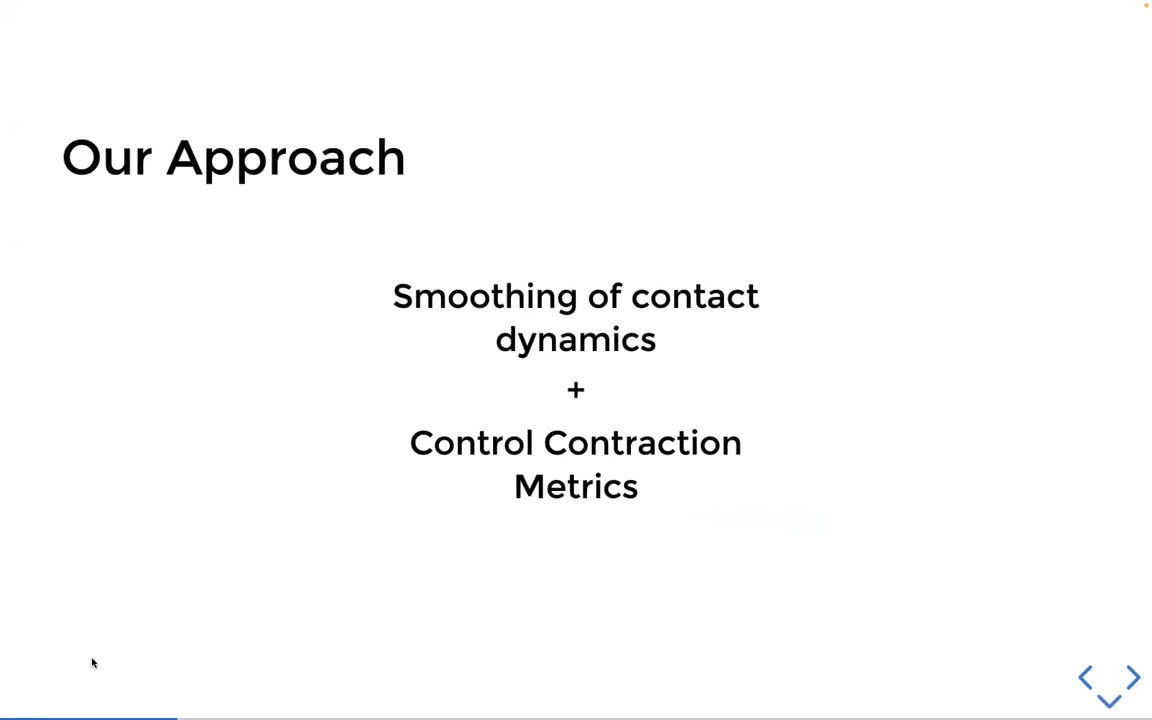 Our Approach
Smoothing of contact
dynamics
+
Control Contraction
Metrics